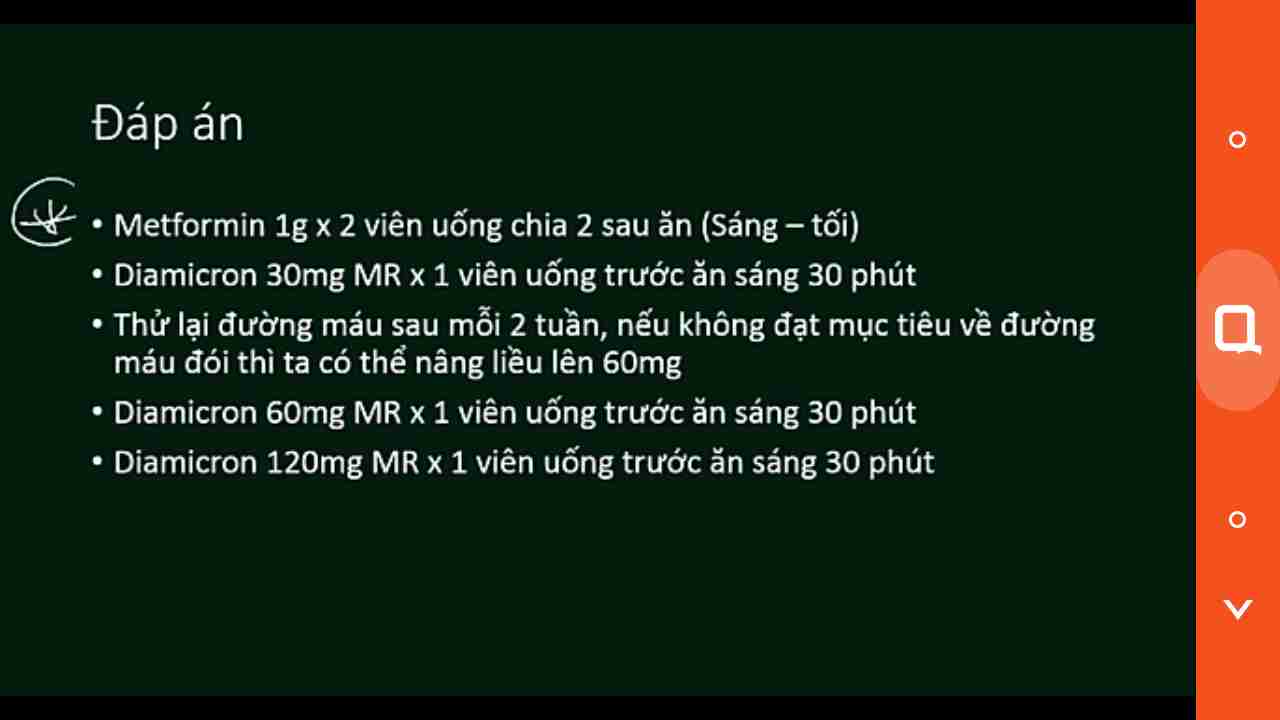 Đáp án
• Metformin 1g x 2 viên uống chia 2 sau ăn (Sáng – tối)
• Diamicron 30mg MR x 1 viên uống trước ăn sáng 30 phút
• Thử lại đường máu sau mỗi 2 tuần, nếu không đạt mục tiêu về đường
máu đói thì ta có thể nâng liều lên 60mg
• Diamicron 60mg MR x 1 viên uống trước ăn sáng 30 phút
• Diamicron 120mg MR x 1 viên uống trước ăn sáng 30 phút